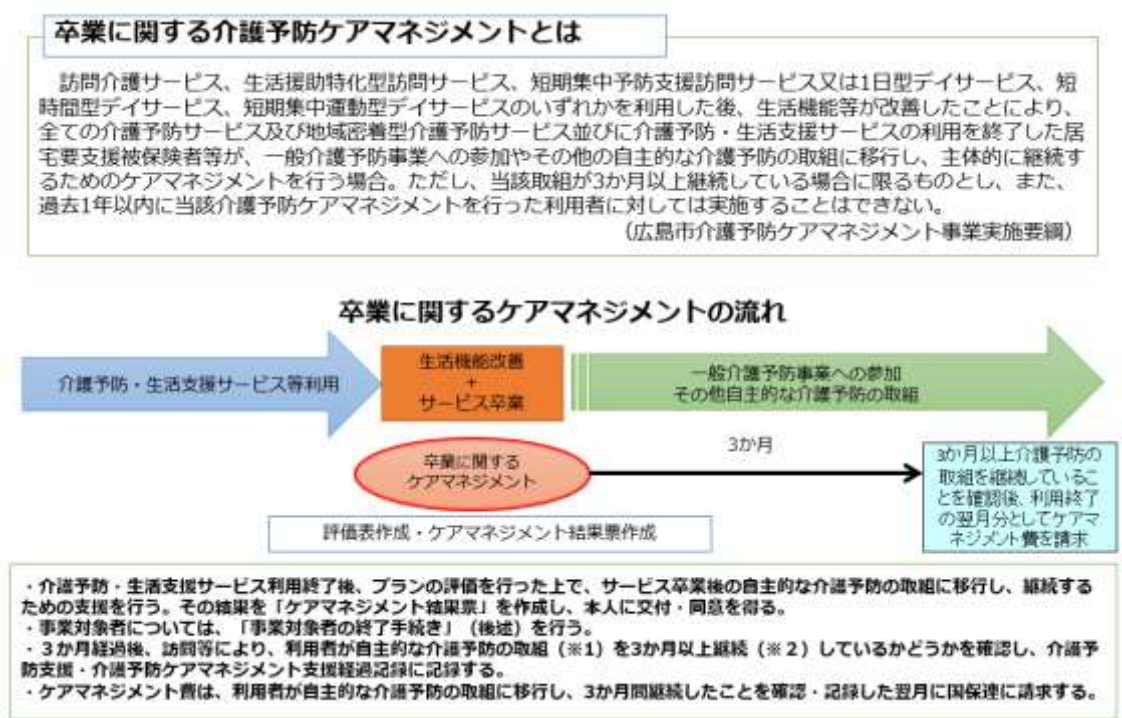 卒業に関する介護予防ケアマネジメントとは
訪問介護サービス、生活援助特化型訪問サービス、短期集中予防支援訪問サービス又は1日型デイサービス、短
時間型デイサービス、短期集中運動型デイサービスのいずれかを利用した後、生活機能等が改善したことにより、
全ての介護予防サービス及び地域密着型介護予防サービス並びに介護予防・生活支援サービスの利用を終了した居
宅要支援被保険者等が、一般介護予防事業への参加やその他の自主的な介護予防の取組に移行し、主体的に継続す
るためのケアマネジメントを行う場合。ただし、当該取組が3か月以上継続している場合に限るものとし、また、
過去1年以内に当該介護予防ケアマネジメントを行った利用者に対しては実施することはできない。
(広島市介護予防ケアマネジメント事業実施要綱)
卒業に関するケアマネジメントの流れ
介護予防・生活支援サービス等利用
生活機能改善
+
サービス卒業
一般介護予防事業への参加
その他自主的な介護予防の取組
卒業に関する
ケアマネジメント
3か月
3か月以上介護予防の
取組を継続しているこ
とを確認後、利用終了
の翌月分としてケアマ
ネジメント費を請求
評価表作成・ケアマネジメント結果票作成
・介護予防・生活支援サービス利用終了後、プランの評価を行った上で、サービス卒業後の自主的な介護予防の取組に移行し、継続する
ための支援を行う。その結果を「ケアマネジメント結果票」を作成し、本人に交付・同意を得る。
・事業対象者については、「事業対象者の終了手続き」(後述)を行う。
・3か月経過後、訪問等により、利用者が自主的な介護予防の取組(※1)を3か月以上継続(※2)しているかどうかを確認し、介護予
防支援・介護予防ケアマネジメント支援経過記録に記録する。
・ケアマネジメント費は、利用者が自主的な介護予防の取組に移行し、3か月間継続したことを確認・記録した翌月に国保連に請求する。